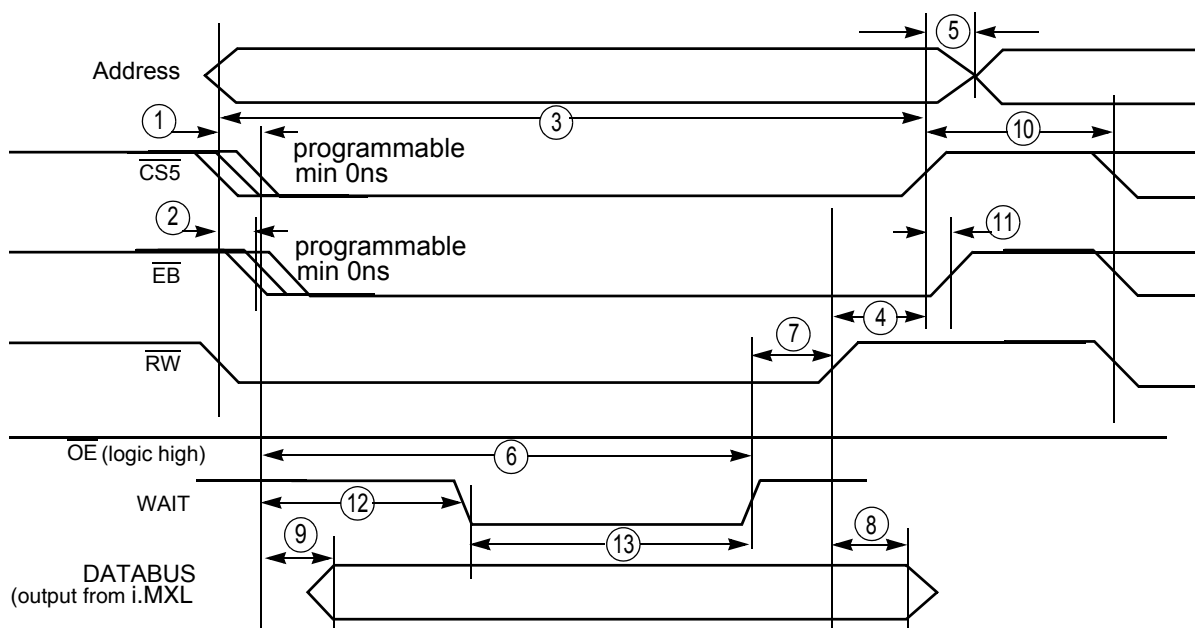 5
Address
1
3
10
programmable
min 0ns
CS5
2
11
programmable
min 0ns
EB
4
7
RW
OE (logic high)
6
WAIT
12
13
9
8
DATABUS
(output from i.MXL